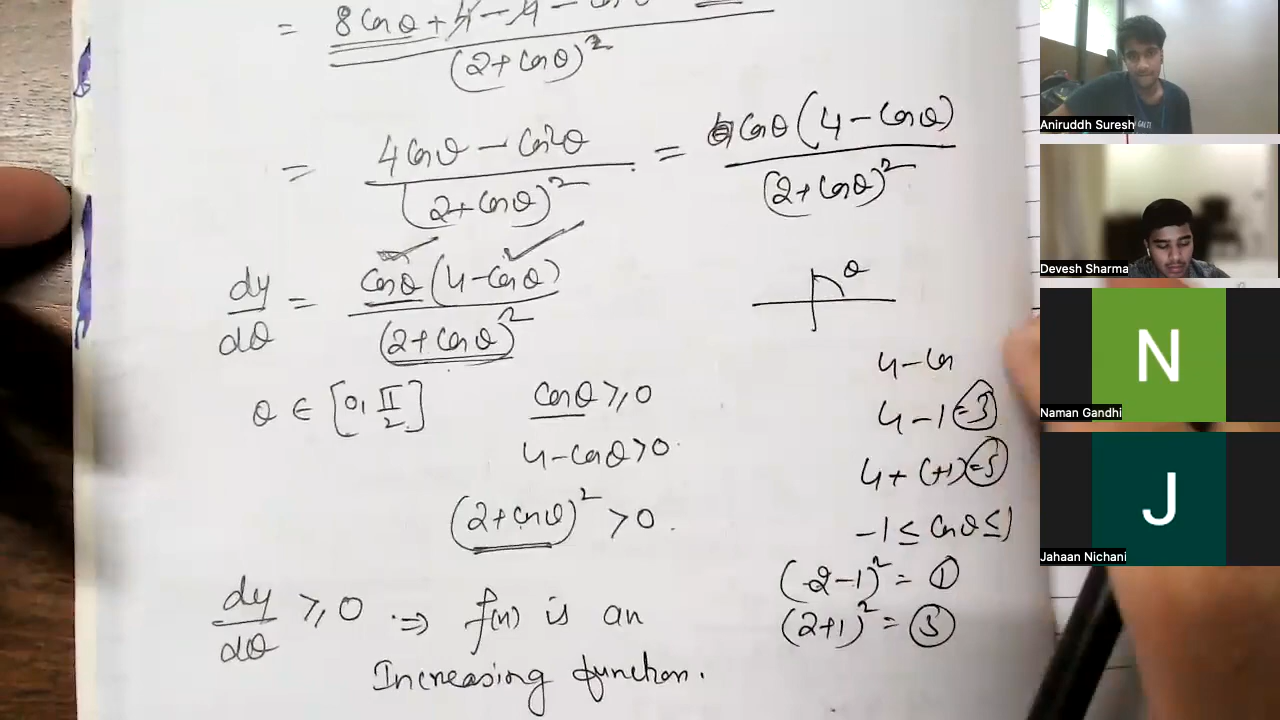 = 8 Cosθ + 4 - 4 -
(2+Cosθ)²
= 4Cosθ - Cos²θ / (2+Cosθ)² = Cosθ(4-Cosθ) / (2+Cosθ)²
dy/dθ = Cosθ(4-Cosθ) / (2+Cosθ)²
θ
4-Cos
θ ∈ [0, π/2]
Cosθ ≥ 0
4-1=3
4-Cosθ>0.
4+(+1)=5
(2+Cosθ)² > 0.
-1 ≤ Cosθ ≤ 1
(2-1)² = 1
dy/dθ ≥ 0 ⇒ f(x) is an
(2+1)² = 3
Increasing function.
Aniruddh Suresh
Devesh Sharma
N
Naman Gandhi
J
Jahaan Nichani